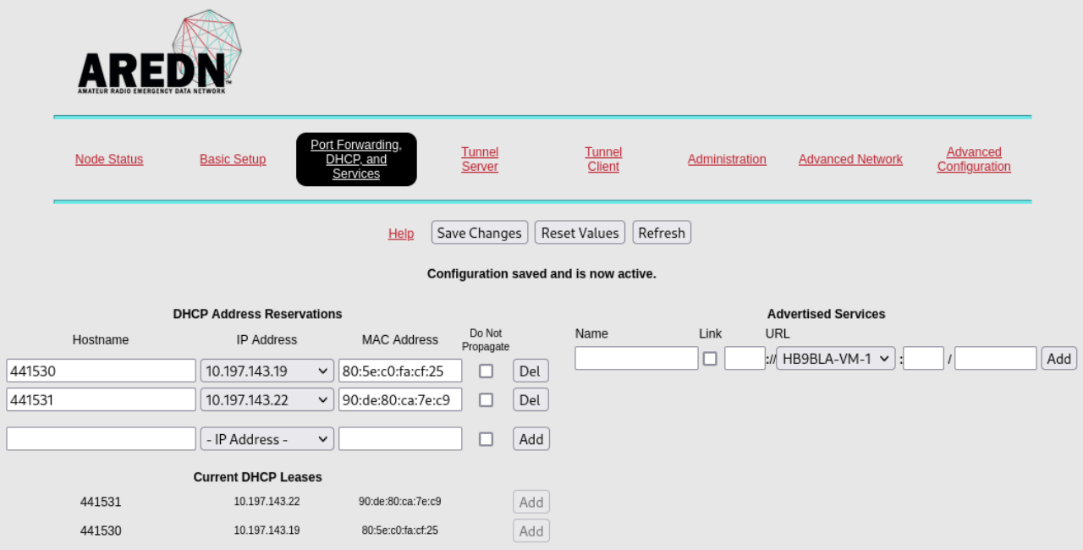 AREDN™
AMATEUR RADIO EMERGENCY DATA NETWORK
Node Status Basic Setup Port Forwarding, DHCP, and Services Tunnel Server Tunnel Client Administration Advanced Network Advanced Configuration
Help Save Changes Reset Values Refresh
Configuration saved and is now active.
DHCP Address Reservations
Hostname IP Address MAC Address Do Not Propagate
441530 10.197.143.19 80:5e:c0:fa:cf:25 Del
441531 10.197.143.22 90:de:80:ca:7e:c9 Del
- IP Address - Add
Current DHCP Leases
441531 10.197.143.22 90:de:80:ca:7e:c9 Add
441530 10.197.143.19 80:5e:c0:fa:cf:25 Add
Advertised Services
Name Link URL
:// HB9BLA-VM-1 : / Add